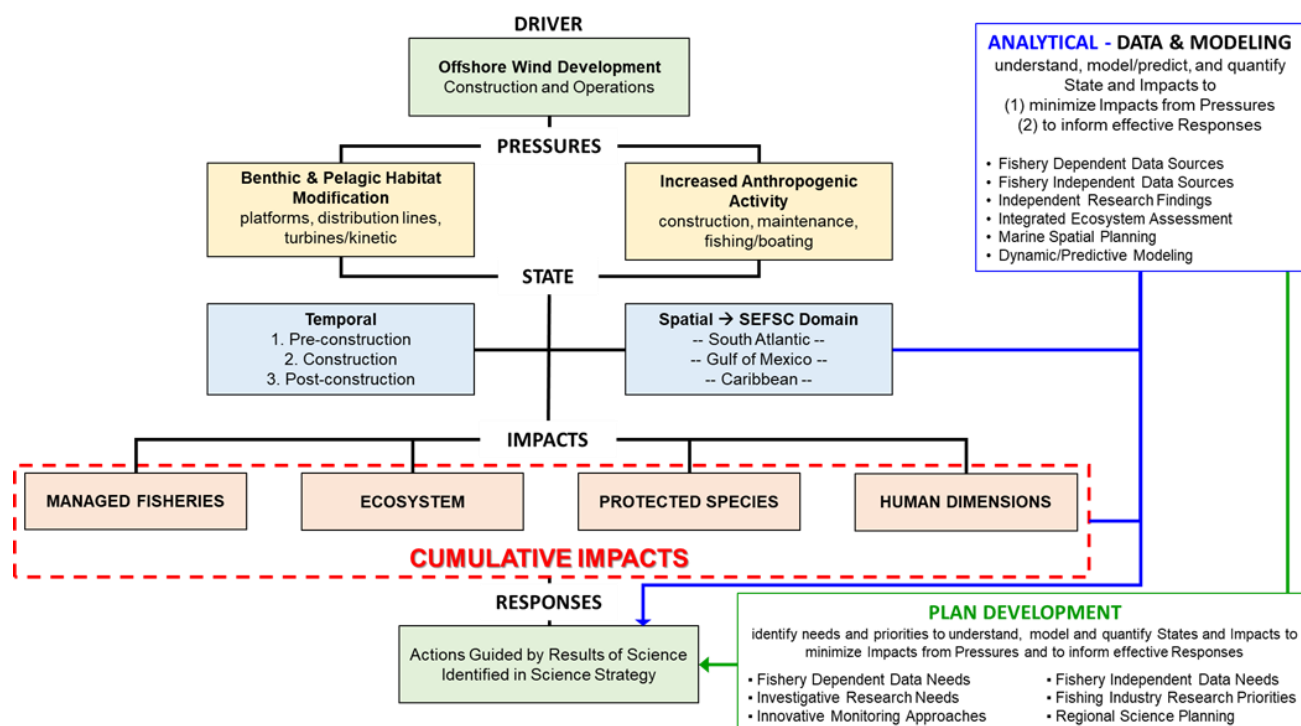 DRIVER
Offshore Wind Development
Construction and Operations
PRESSURES
Benthic & Pelagic Habitat
Modification
platforms, distribution lines,
turbines/kinetic
Increased Anthropogenic
Activity
construction, maintenance,
fishing/boating
STATE
Temporal
1. Pre-construction
2. Construction
3. Post-construction
Spatial → SEFSC Domain
-- South Atlantic --
-- Gulf of Mexico --
-- Caribbean --
IMPACTS
MANAGED FISHERIES
ECOSYSTEM
PROTECTED SPECIES
HUMAN DIMENSIONS
CUMULATIVE IMPACTS
RESPONSES
Actions Guided by Results of Science
Identified in Science Strategy
ANALYTICAL - DATA & MODELING
understand, model/predict, and quantify
State and Impacts to
(1) minimize Impacts from Pressures
(2) to inform effective Responses
• Fishery Dependent Data Sources
• Fishery Independent Data Sources
• Independent Research Findings
• Integrated Ecosystem Assessment
• Marine Spatial Planning
• Dynamic/Predictive Modeling
PLAN DEVELOPMENT
identify needs and priorities to understand, model and quantify States and Impacts to
minimize Impacts from Pressures and to inform effective Responses
▪ Fishery Dependent Data Needs
▪ Investigative Research Needs
▪ Innovative Monitoring Approaches
▪ Fishery Independent Data Needs
▪ Fishing Industry Research Priorities
▪ Regional Science Planning